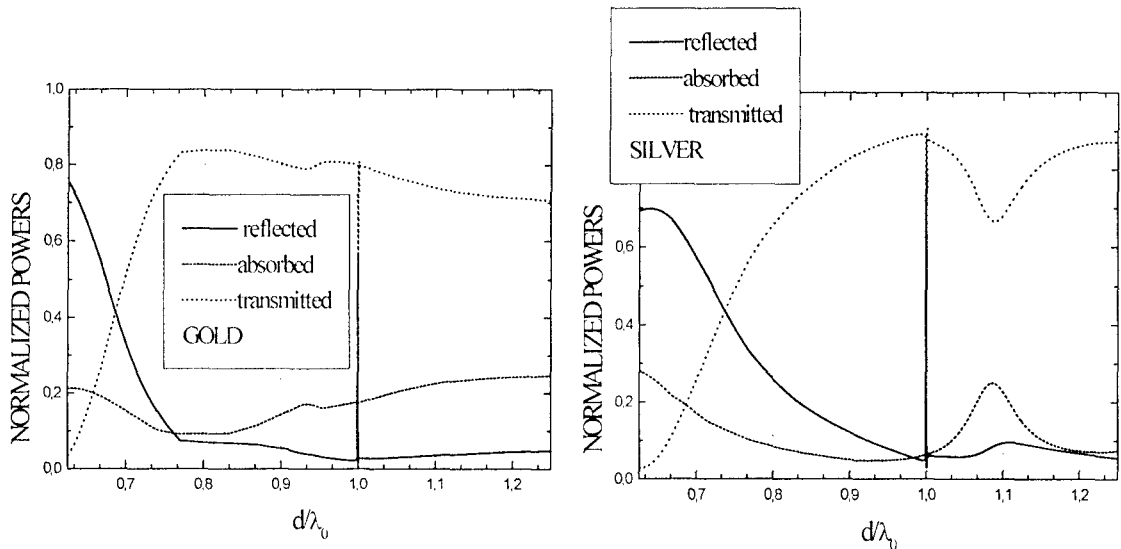 NORMALIZED POWERS
1,0
0,8
0,6
0,4
0,2
0,0
reflected
absorbed
transmitted
GOLD
0,7 0,8 0,9 1,0 1,1 1,2
d/λ₀
reflected
absorbed
transmitted
SILVER
NORMALIZED POWERS
0,6
0,4
0,2
0,0
0,7 0,8 0,9 1,0 1,1 1,2
d/λ₀